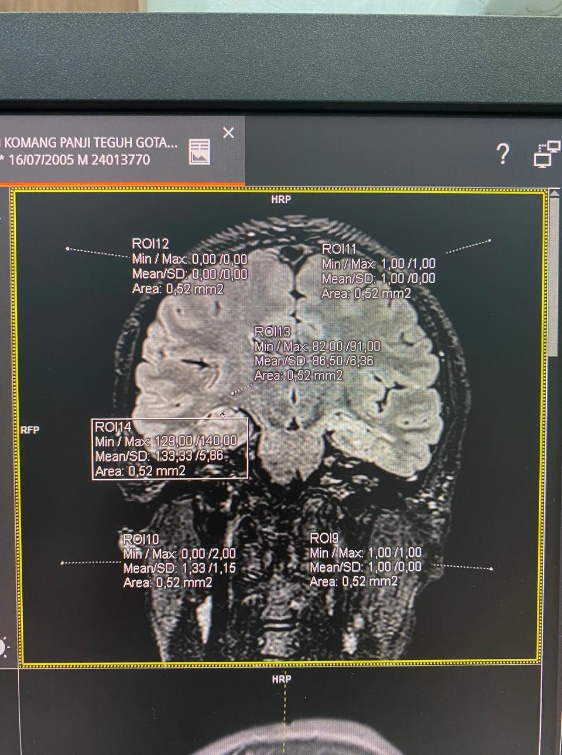 KOMANG PANJI TEGUH GOTA...
* 16/07/2005 M 24013770
×
?
HRP
ROI12
Min / Max: 0,00 /0,00
Mean/SD: 0,00 /0,00
Area: 0,52 mm2
ROI11
Min / Max: 1,00 /1,00
Mean/SD: 1,00 /0,00
Area: 0,52 mm2
ROI13
Min / Max: 82,00 /91,00
Mean/SD: 86,50 /6,36
Area: 0,52 mm2
RFP
ROI14
Min / Max: 129,00 /140,00
Mean/SD: 133,33 /5,86
Area: 0,52 mm2
ROI10
Min / Max: 0,00 /2,00
Mean/SD: 1,33 /1,15
Area: 0,52 mm2
ROI9
Min / Max: 1,00 /1,00
Mean/SD: 1,00 /0,00
Area: 0,52 mm2
HRP